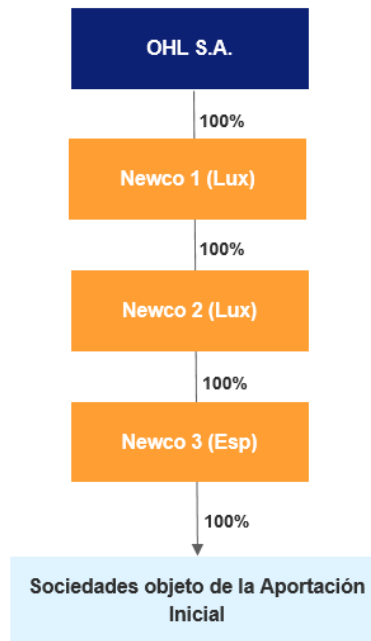 OHL S.A.
100%
Newco 1 (Lux)
100%
Newco 2 (Lux)
100%
Newco 3 (Esp)
100%
Sociedades objeto de la Aportación
Inicial